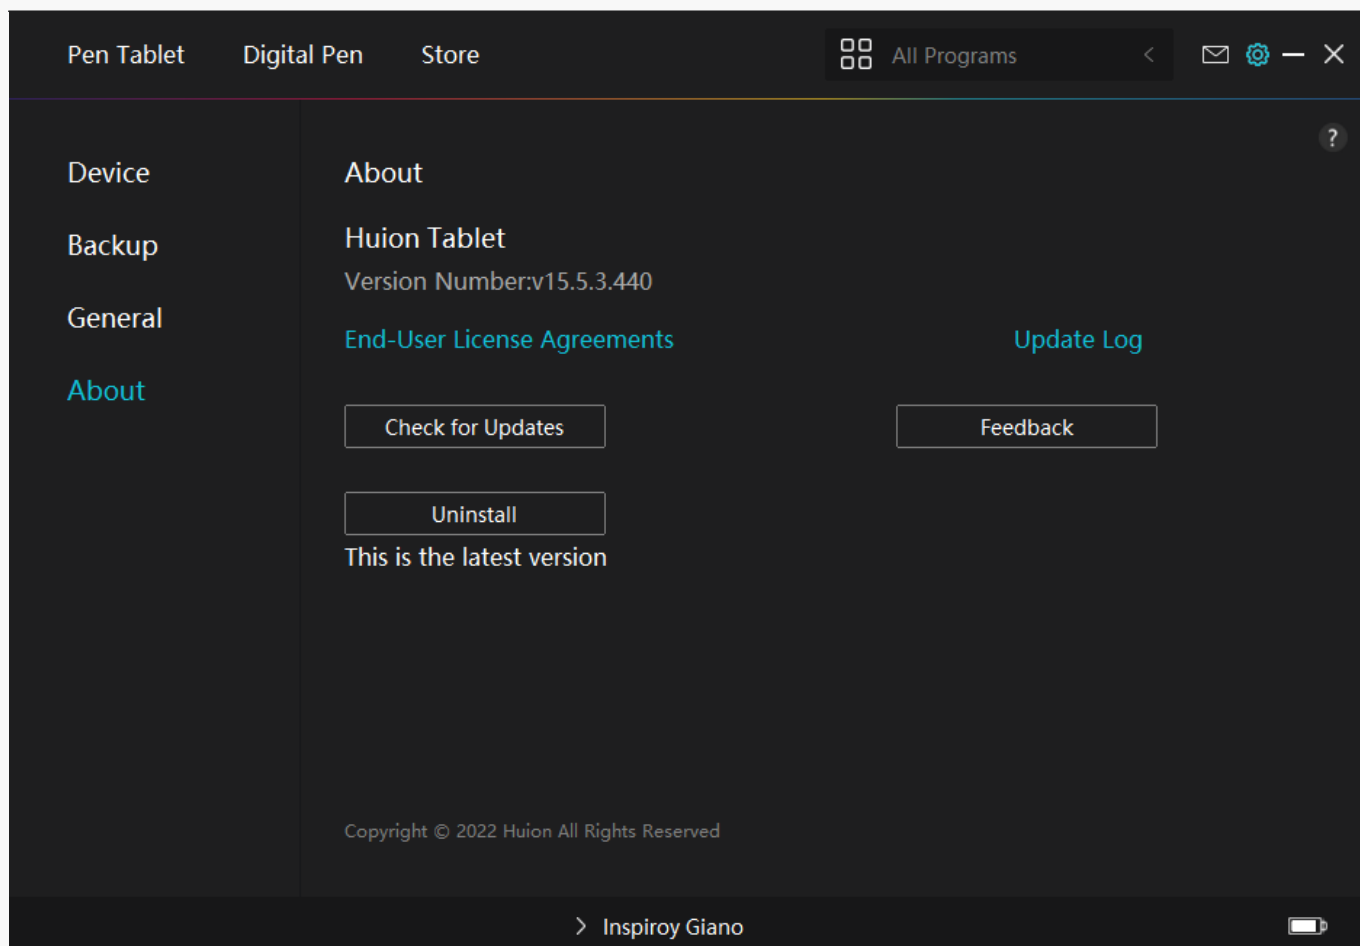 Pen Tablet Digital Pen Store All Programs
?
Device
Backup
General
About
About
Huion Tablet
Version Number:v15.5.3.440
End-User License Agreements Update Log
Check for Updates Feedback
Uninstall
This is the latest version
Copyright © 2022 Huion All Rights Reserved
Inspiroy Giano